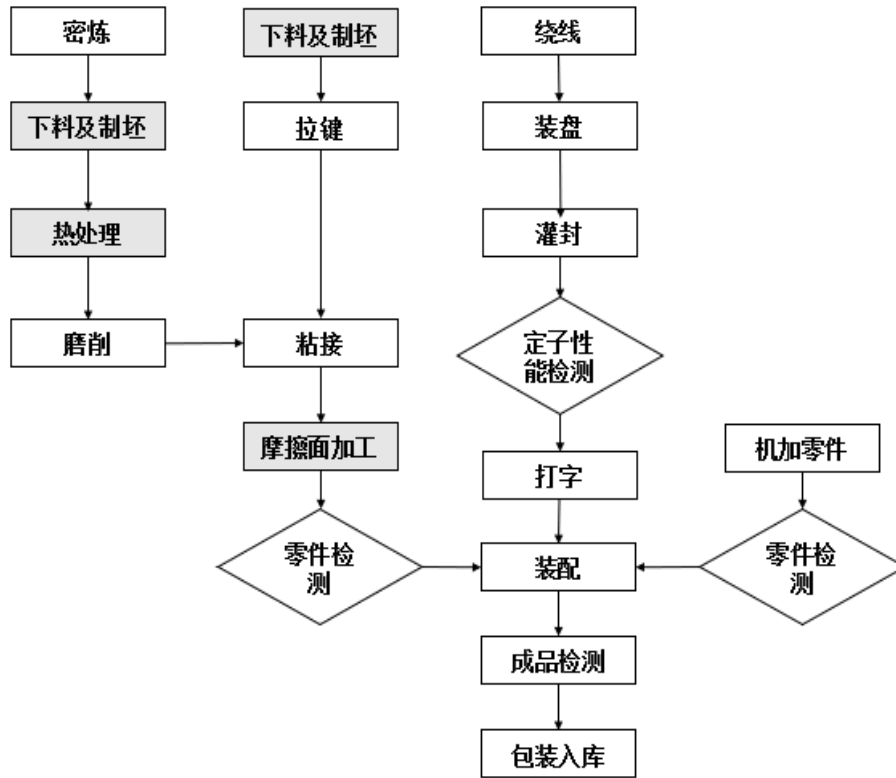 密炼
下料及制坯
绕线
下料及制坯
拉键
装盘
热处理
灌封
磨削
粘接
定子性
能检测
摩擦面加工
打字
机加零件
零件检
测
装配
零件检
测
成品检测
包装入库